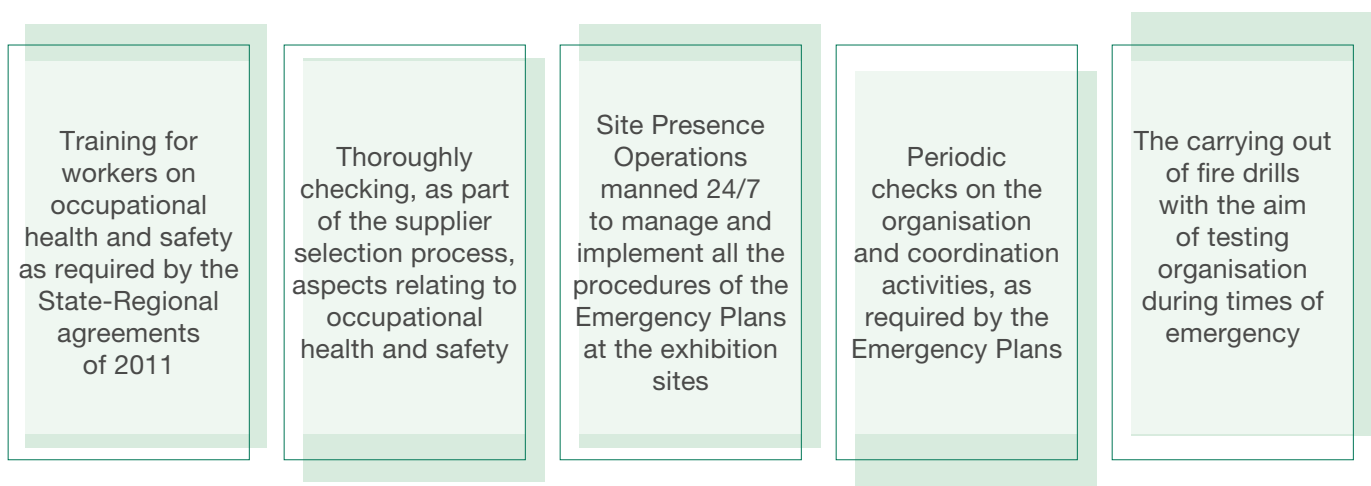 Training for
workers on
occupational
health and safety
as required by the
State-Regional
agreements
of 2011
Thoroughly
checking, as part
of the supplier
selection process,
aspects relating to
occupational
health and safety
Site Presence
Operations
manned 24/7
to manage and
implement all the
procedures of the
Emergency Plans
at the exhibition
sites
Periodic
checks on the
organisation
and coordination
activities, as
required by the
Emergency Plans
The carrying out
of fire drills
with the aim
of testing
organisation
during times of
emergency